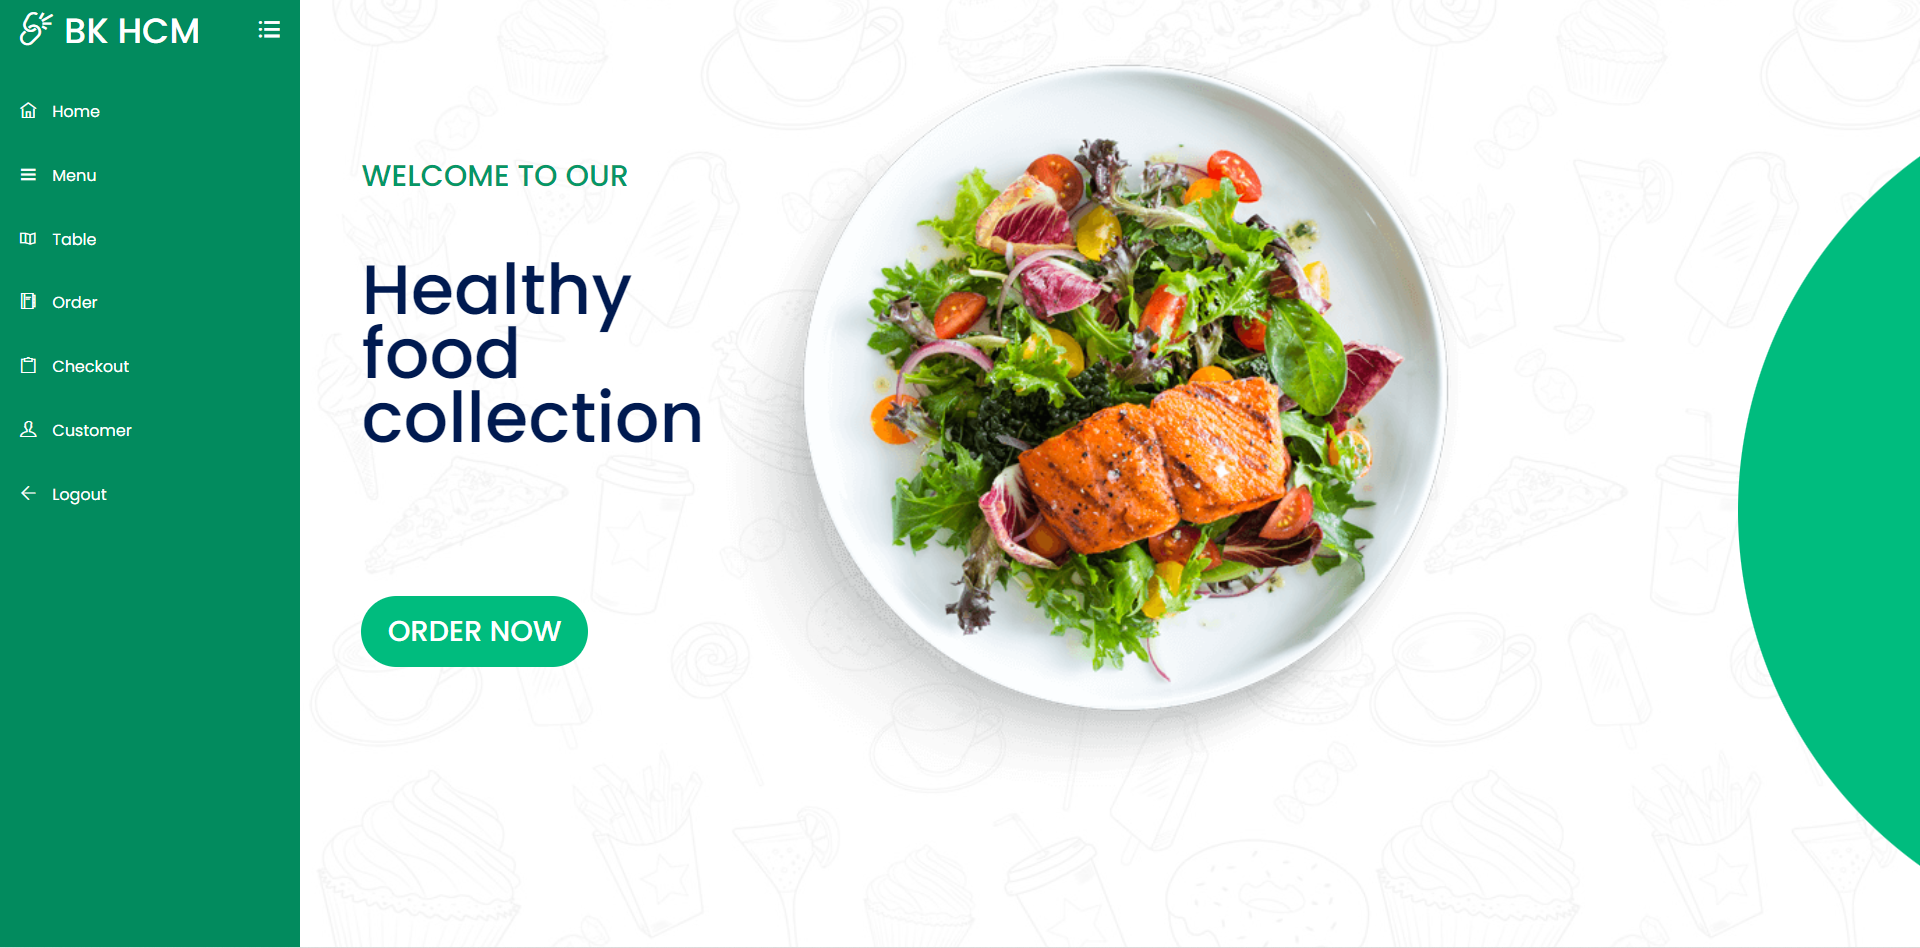 BK HCM
Home
Menu
Table
Order
Checkout
Customer
Logout
WELCOME TO OUR
Healthy
food
collection
ORDER NOW